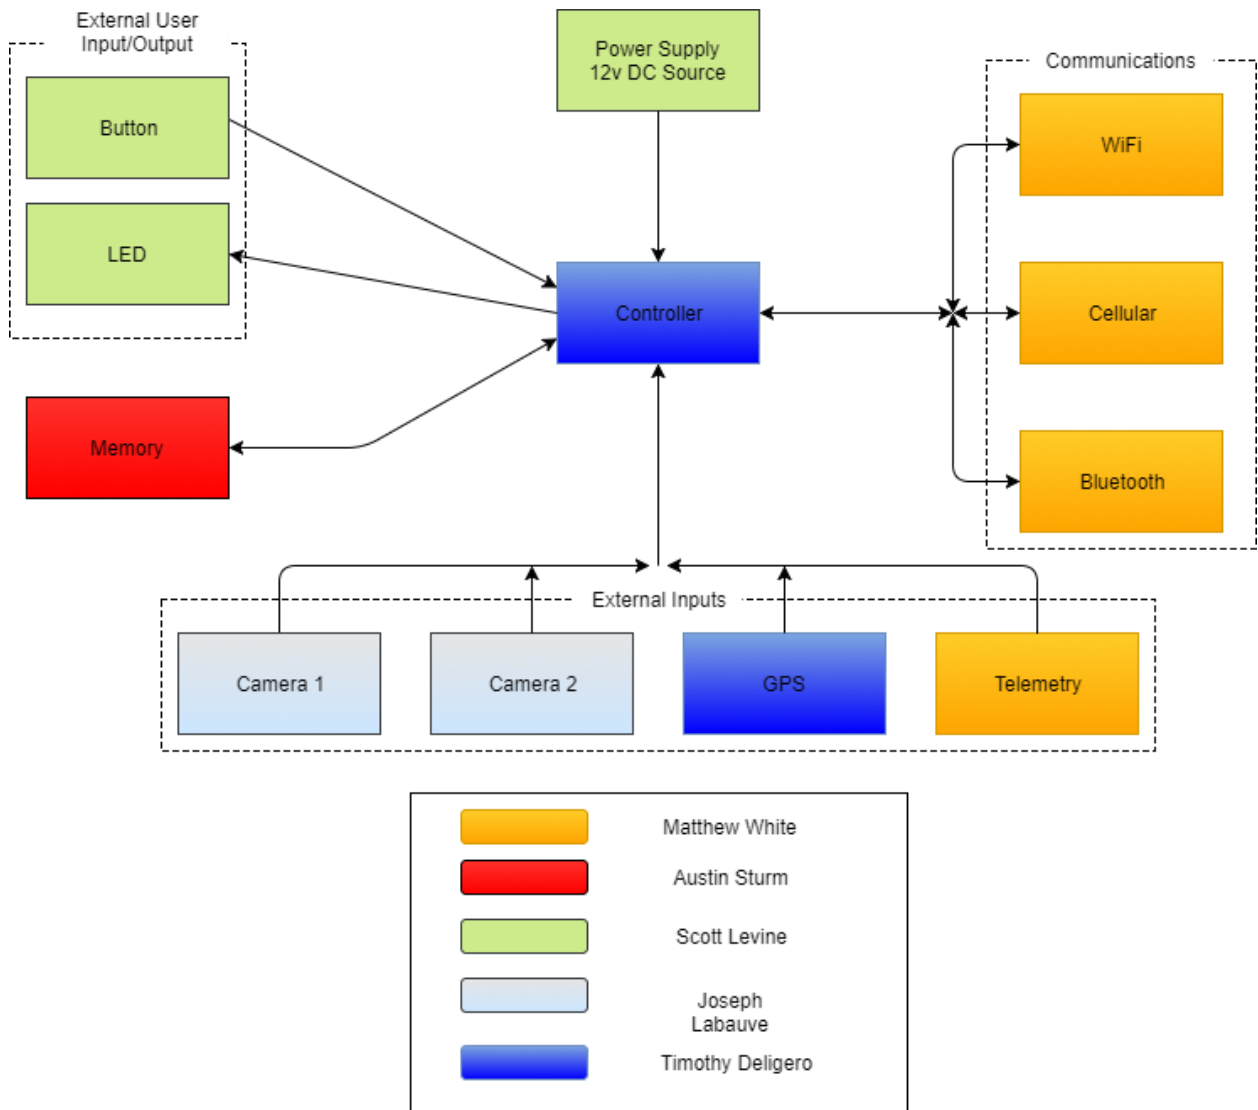 External User
Input/Output
Button
LED
Memory
Power Supply
12v DC Source
Controller
Communications
WiFi
Cellular
Bluetooth
External Inputs
Camera 1
Camera 2
GPS
Telemetry
Matthew White
Austin Sturm
Scott Levine
Joseph
Labauve
Timothy Deligero